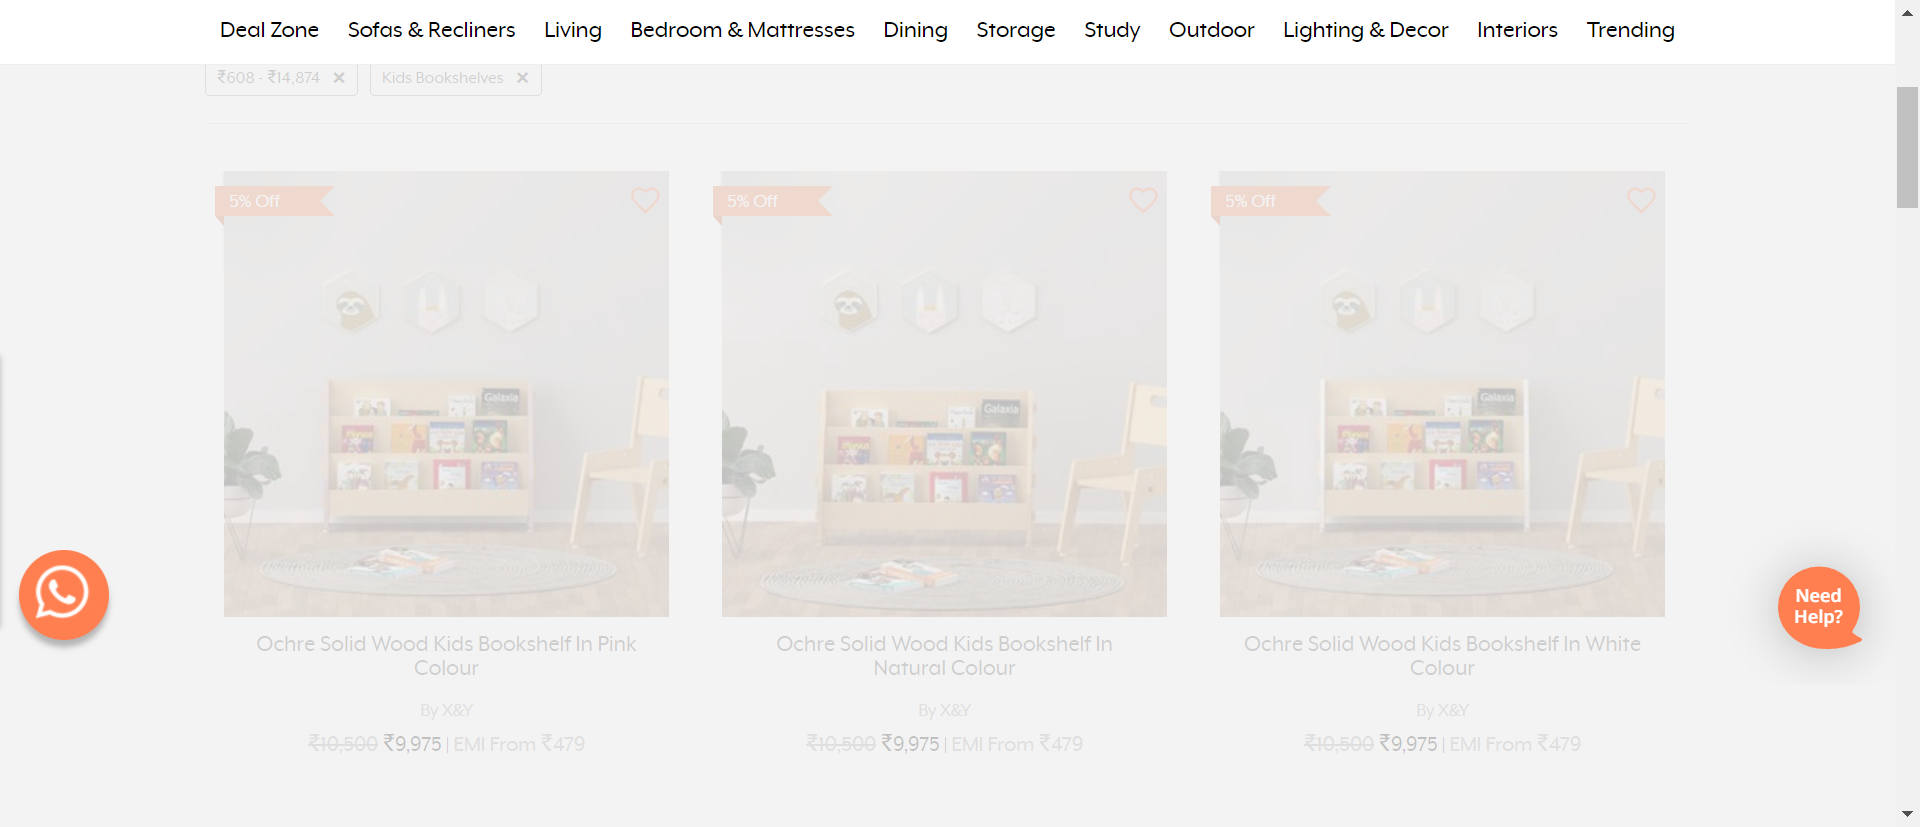 Deal Zone Sofas & Recliners Living Bedroom & Mattresses Dining Storage Study Outdoor Lighting & Decor Interiors Trending
₹608 - ₹14,874 ✕ Kids Bookshelves ✕
5% Off 5% Off 5% Off
Galaxia Galaxia Galaxia
Need
Help?
Ochre Solid Wood Kids Bookshelf In Pink
Colour
By X&Y
₹10,500 ₹9,975 | EMI From ₹479
Ochre Solid Wood Kids Bookshelf In
Natural Colour
By X&Y
₹10,500 ₹9,975 | EMI From ₹479
Ochre Solid Wood Kids Bookshelf In White
Colour
By X&Y
₹10,500 ₹9,975 | EMI From ₹479